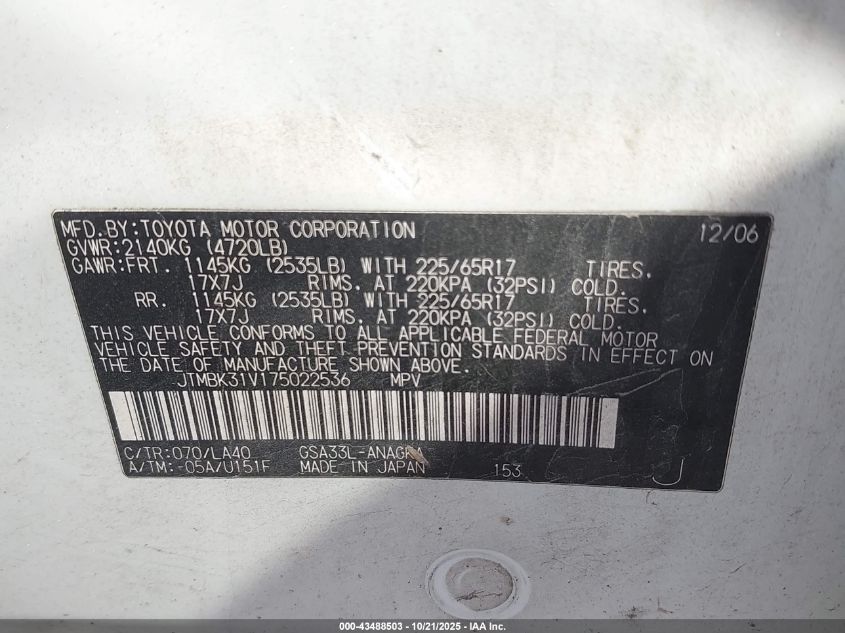 MFD. BY: TOYOTA MOTOR CORPORATION 12/06
GVWR: 2140KG (4720LB)
GAWR: FRT. 1145KG (2535LB) WITH 225/65R17 TIRES.
17X7J RIMS. AT 220KPA (32PSI) COLD.
RR. 1145KG (2535LB) WITH 225/65R17 TIRES.
17X7J RIMS. AT 220KPA (32PSI) COLD.
THIS VEHICLE CONFORMS TO ALL APPLICABLE FEDERAL MOTOR
VEHICLE SAFETY AND THEFT PREVENTION STANDARDS IN EFFECT ON
THE DATE OF MANUFACTURE SHOWN ABOVE.
JTMBK31V175022536 MPV
C/TR: 070/LA40 GSA33L-ANAGKA
A/TM: -05A/U151F MADE IN JAPAN 153 J
000-43488503 - 10/21/2025 - IAA Inc.